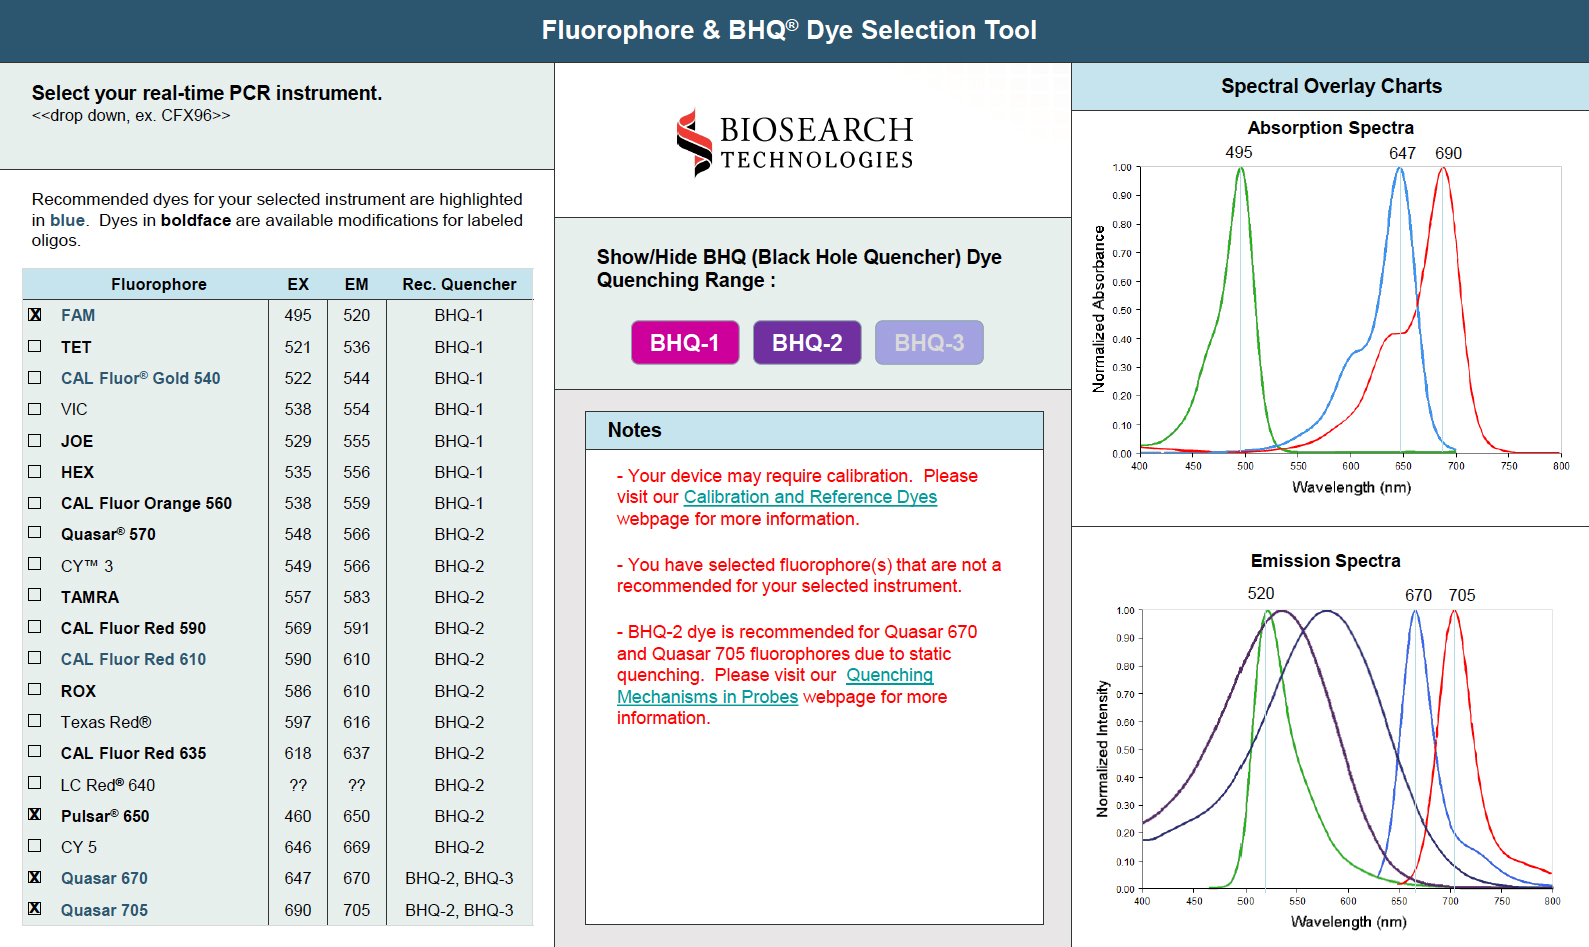 Fluorophore & BHQ® Dye Selection Tool
Select your real-time PCR instrument.
<<drop down, ex. CFX96>>
Recommended dyes for your selected instrument are highlighted
in blue.  Dyes in boldface are available modifications for labeled
oligos.
Fluorophore EX EM Rec. Quencher
X FAM 495 520 BHQ-1
TET 521 536 BHQ-1
CAL Fluor® Gold 540 522 544 BHQ-1
VIC 538 554 BHQ-1
JOE 529 555 BHQ-1
HEX 535 556 BHQ-1
CAL Fluor Orange 560 538 559 BHQ-1
Quasar® 570 548 566 BHQ-2
CY™ 3 549 566 BHQ-2
TAMRA 557 583 BHQ-2
CAL Fluor Red 590 569 591 BHQ-2
CAL Fluor Red 610 590 610 BHQ-2
ROX 586 610 BHQ-2
Texas Red® 597 616 BHQ-2
CAL Fluor Red 635 618 637 BHQ-2
LC Red® 640 ?? ?? BHQ-2
X Pulsar® 650 460 650 BHQ-2
CY 5 646 669 BHQ-2
X Quasar 670 647 670 BHQ-2, BHQ-3
X Quasar 705 690 705 BHQ-2, BHQ-3
BIOSEARCH
TECHNOLOGIES
Show/Hide BHQ (Black Hole Quencher) Dye
Quenching Range :
BHQ-1 BHQ-2 BHQ-3
Notes
- Your device may require calibration.  Please
visit our Calibration and Reference Dyes
webpage for more information.
- You have selected fluorophore(s) that are not a
recommended for your selected instrument.
- BHQ-2 dye is recommended for Quasar 670
and Quasar 705 fluorophores due to static
quenching.  Please visit our  Quenching
Mechanisms in Probes webpage for more
information.
Spectral Overlay Charts
Absorption Spectra
495 647 690
Normalized Absorbance
1.00
0.90
0.80
0.70
0.60
0.50
0.40
0.30
0.20
0.10
0.00
400 450 500 550 600 650 700 750 800
Wavelength (nm)
Emission Spectra
520 670 705
Normalized Intensity
1.00
0.90
0.80
0.70
0.60
0.50
0.40
0.30
0.20
0.10
0.00
400 450 500 550 600 650 700 750 800
Wavelength (nm)